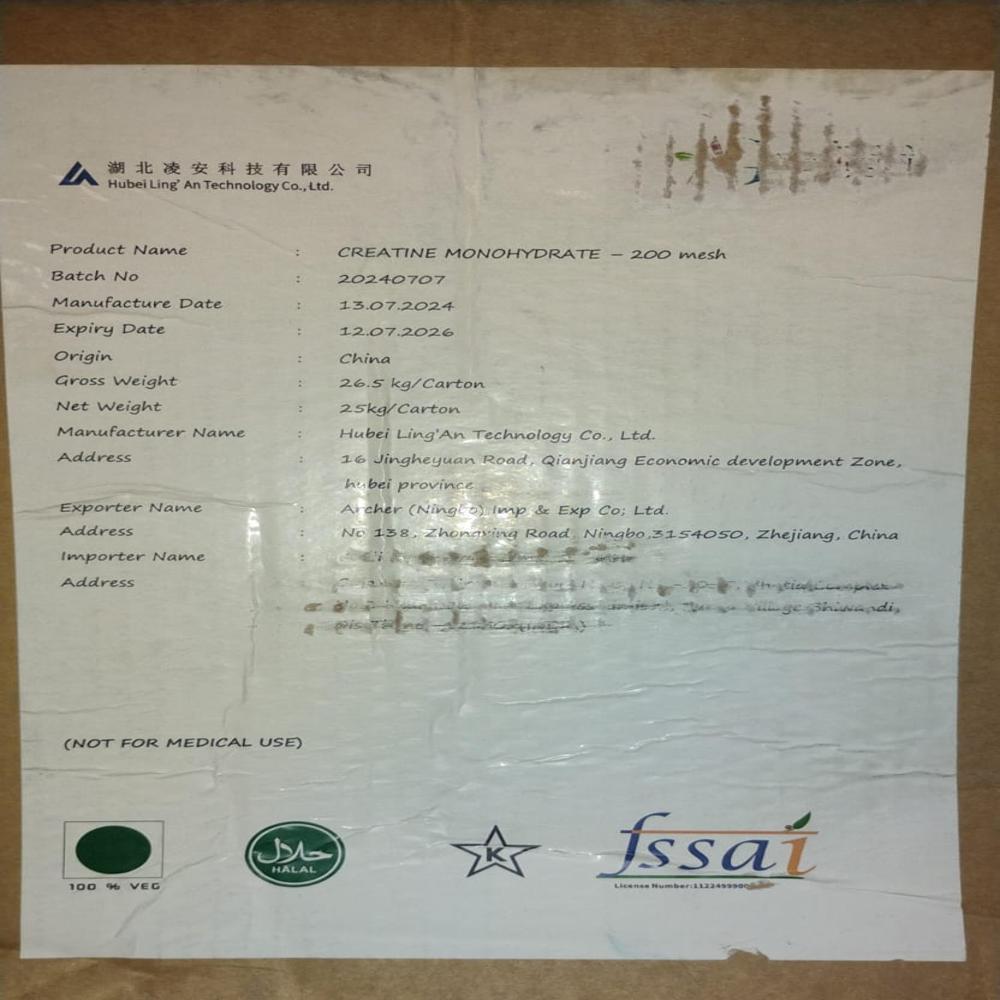 湖北凌安科技有限公司
Hubei Ling' An Technology Co., Ltd.
Product Name : CREATINE MONOHYDRATE – 200 mesh
Batch No : 20240707
Manufacture Date : 13.07.2024
Expiry Date : 12.07.2026
Origin : China
Gross Weight : 26.5 kg/Carton
Net Weight : 25kg/Carton
Manufacturer Name : Hubei Ling'An Technology Co., Ltd.
Address : 16 Jingheyuan Road, Qianjiang Economic development Zone,
hubei province
Exporter Name : Archer (Ningbo) Imp & Exp Co; Ltd.
Address : No 138, Zhongxing Road, Ningbo,3154050, Zhejiang, China
Importer Name :
Address :
Bhiwandi,
(NOT FOR MEDICAL USE)
100 % VEG
حلال
HALAL
K
fssai
License Number: